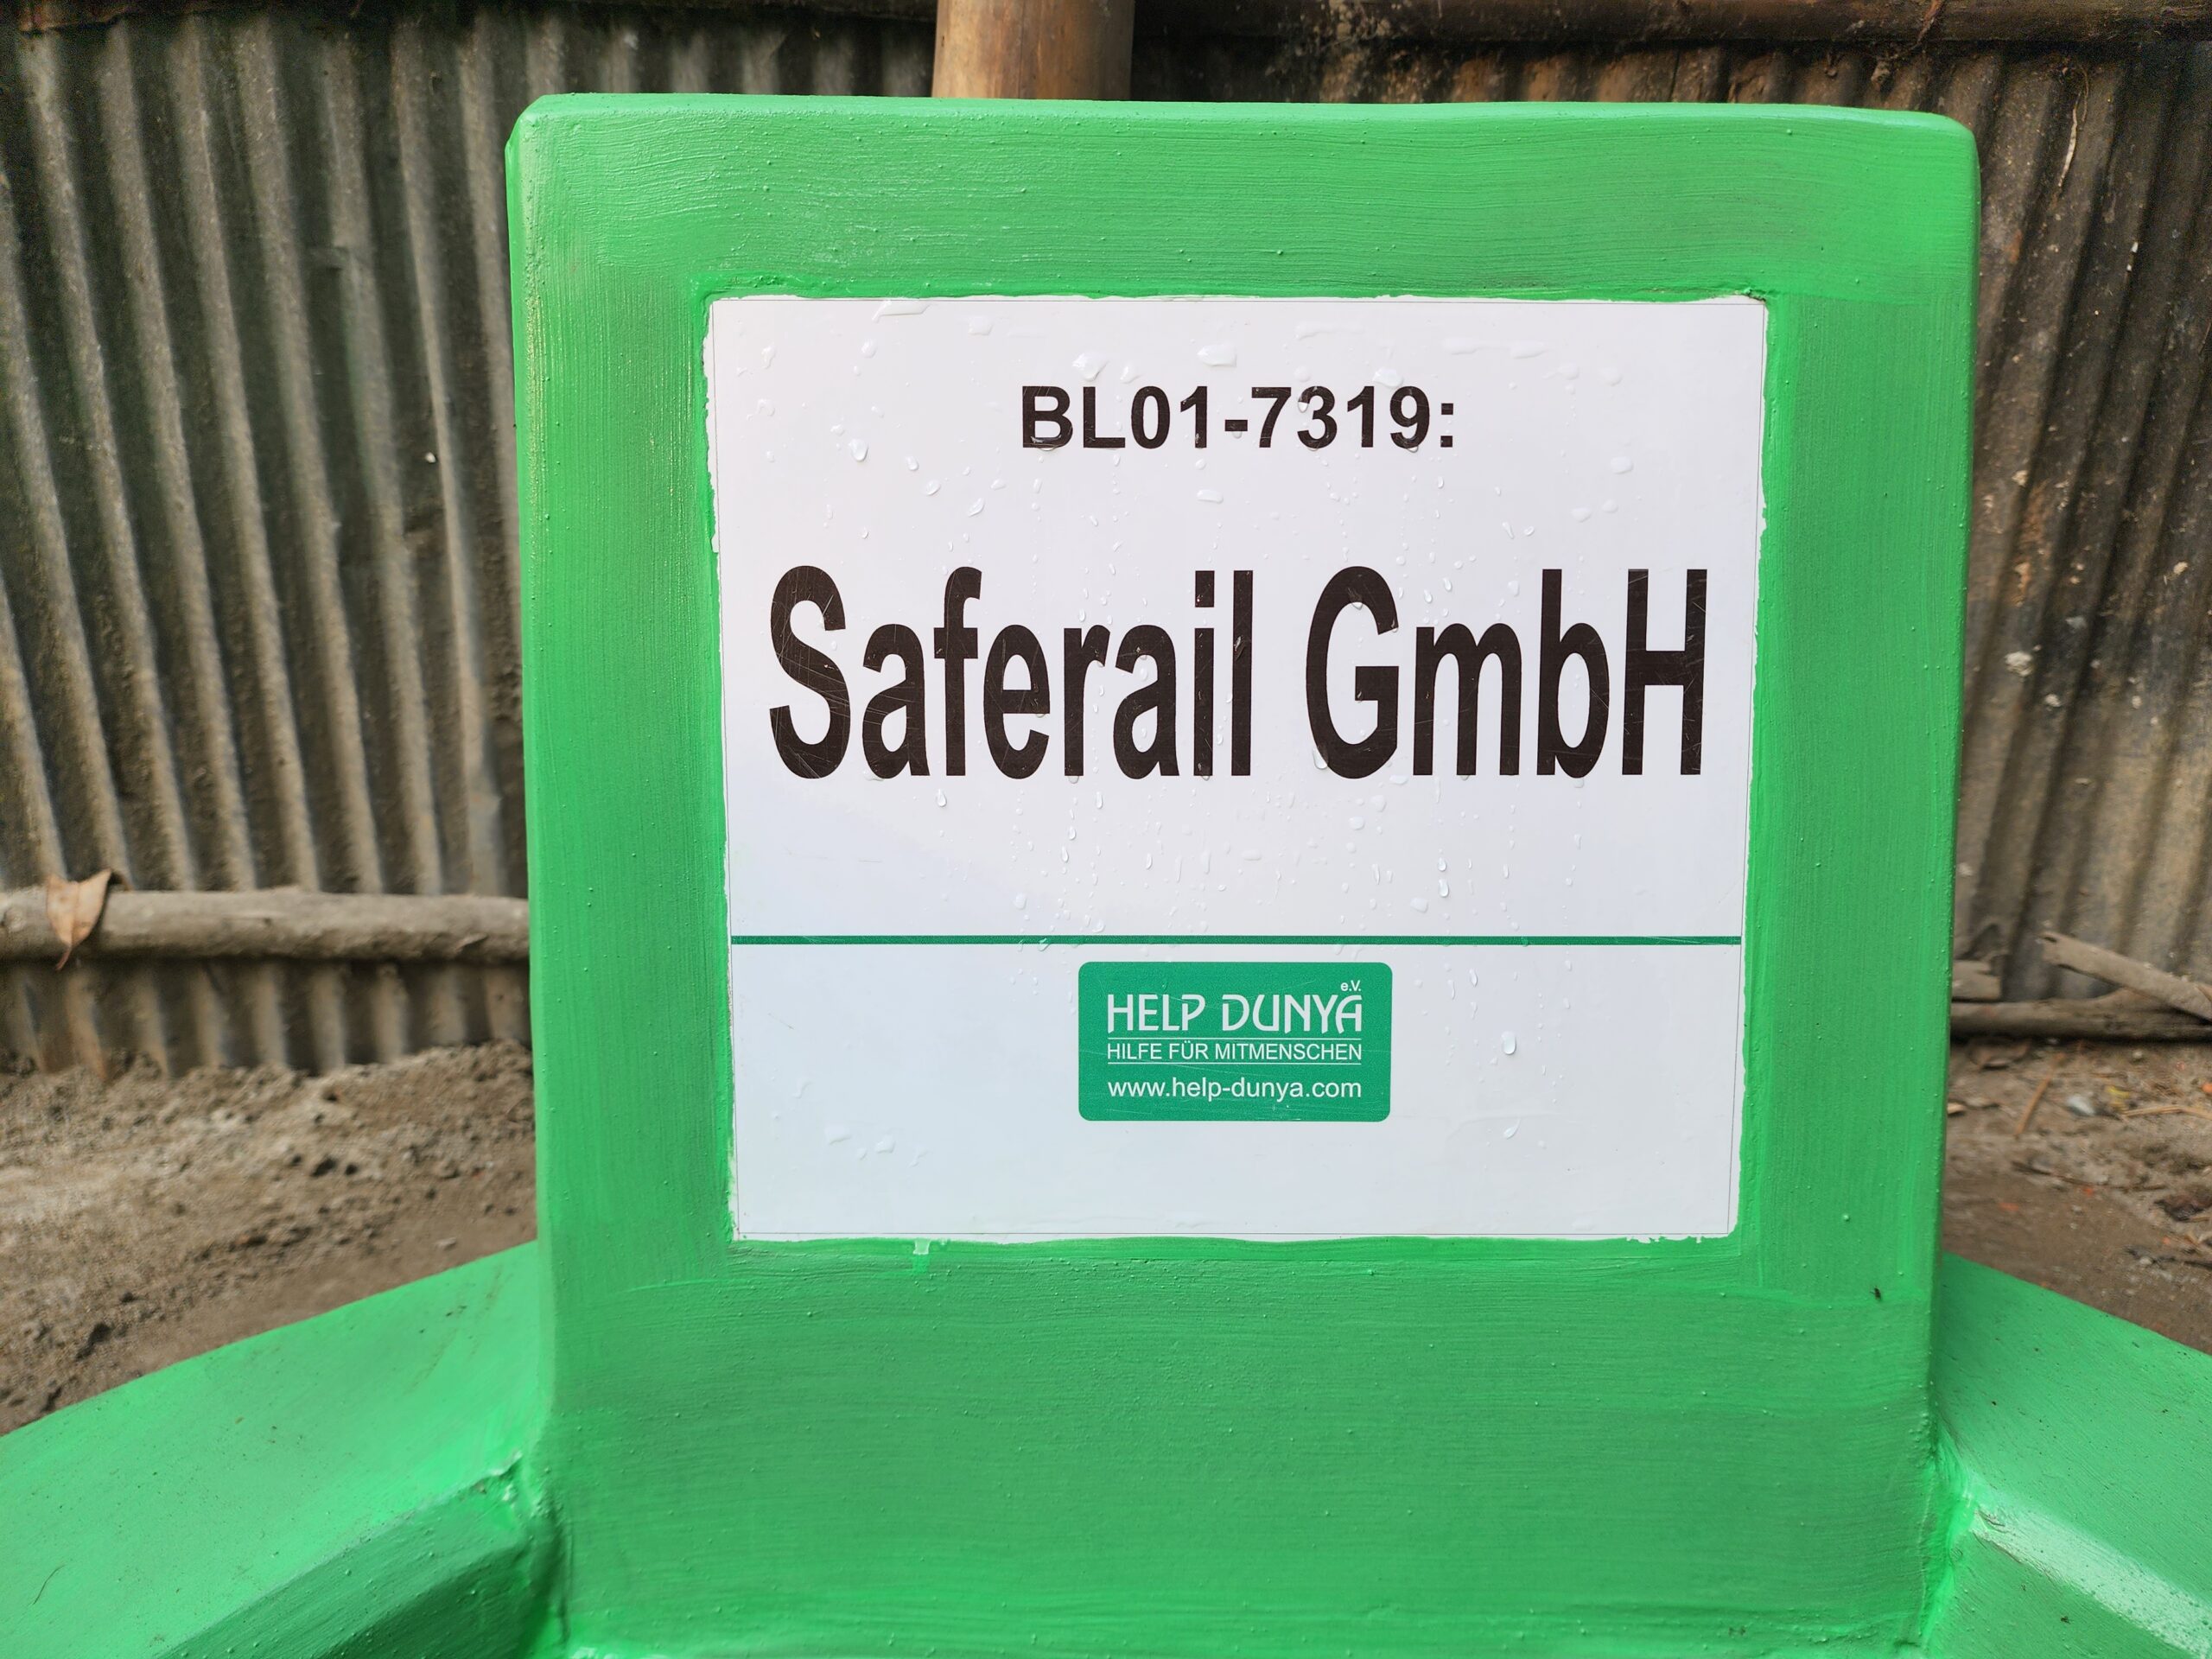 BL01-7319:
Saferail GmbH
HELP DUNYA e.V.
HILFE FÜR MITMENSCHEN
www.help-dunya.com